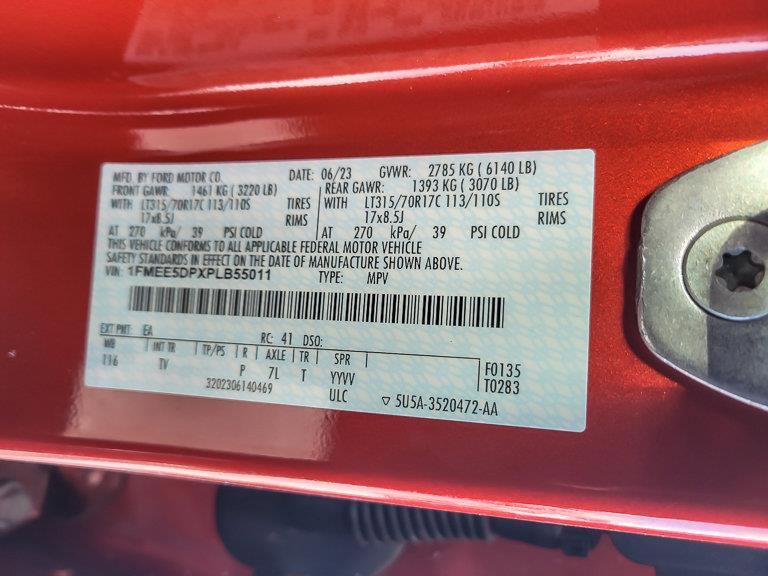 MFD. BY FORD MOTOR CO. DATE: 06/23 GVWR: 2785 KG ( 6140 LB)
FRONT GAWR: 1461 KG ( 3220 LB) REAR GAWR: 1393 KG ( 3070 LB)
WITH LT315/70R17C 113/110S TIRES WITH LT315/70R17C 113/110S TIRES
17x8.5J RIMS 17x8.5J RIMS
AT 270 kPa/ 39 PSI COLD AT 270 kPa/ 39 PSI COLD
THIS VEHICLE CONFORMS TO ALL APPLICABLE FEDERAL MOTOR VEHICLE
SAFETY STANDARDS IN EFFECT ON THE DATE OF MANUFACTURE SHOWN ABOVE.
VIN: 1FMEE5DPXPLB55011 TYPE: MPV
EXT PNT: EA RC: 41 DSO:
WB INT TR TP/PS R AXLE TR SPR F0135
116 TV P 7L T YYVV T0283
3202306140469 ULC ▽ 5U5A-3520472-AA